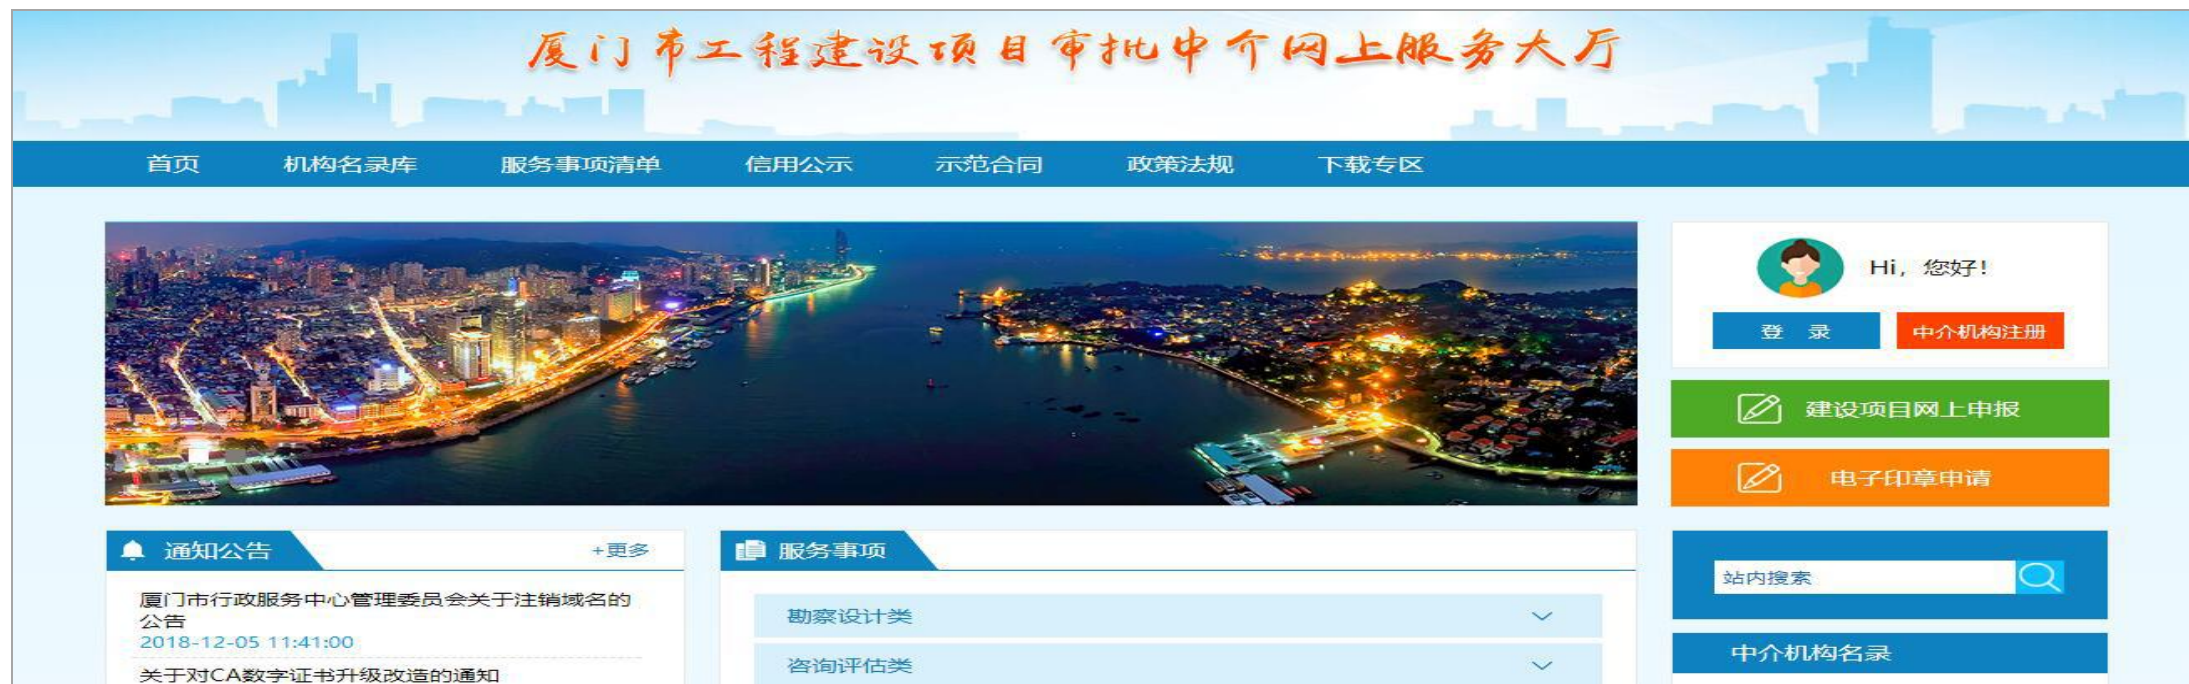 厦门市工程建设项目审批中介网上服务大厅
首页 机构名录库 服务事项清单 信用公示 示范合同 政策法规 下载专区
Hi，您好！
登 录 中介机构注册
建设项目网上申报
电子印章申请
通知公告 +更多
厦门市行政服务中心管理委员会关于注销域名的
公告
2018-12-05 11:41:00
关于对CA数字证书升级改造的通知
服务事项
勘察设计类
咨询评估类
站内搜索
中介机构名录